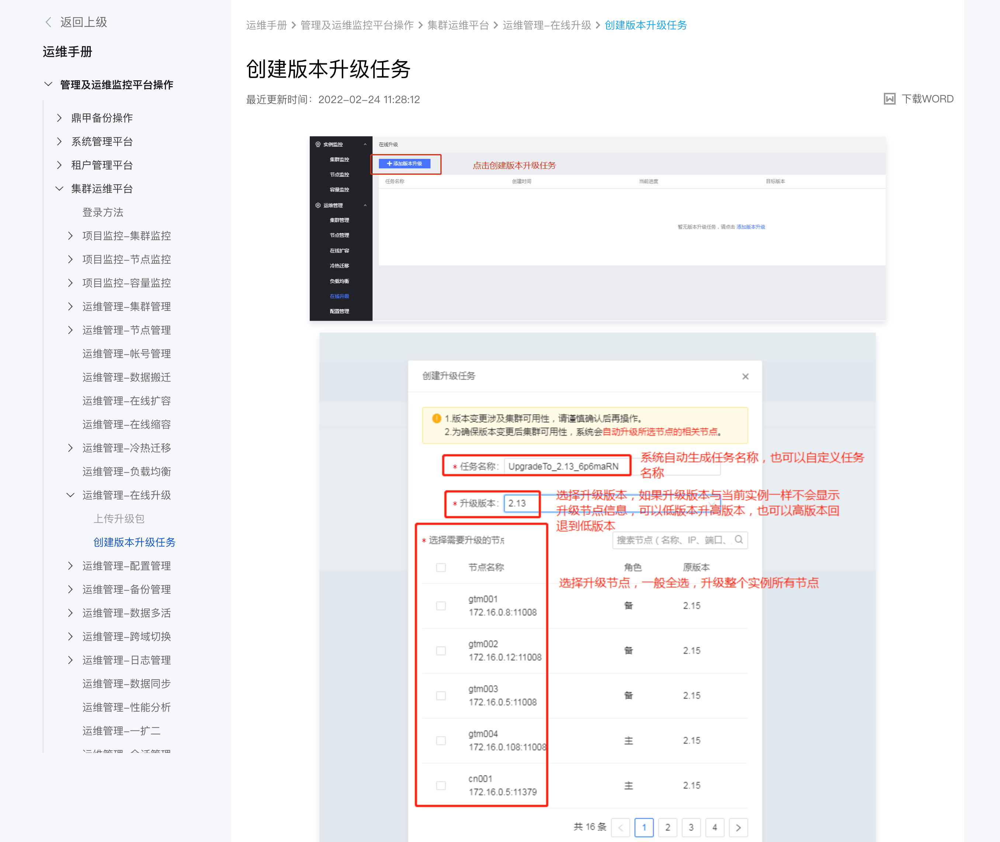 返回上级
运维手册
管理及运维监控平台操作
鼎甲备份操作
系统管理平台
租户管理平台
集群运维平台
登录方法
项目监控-集群监控
项目监控-节点监控
项目监控-容量监控
运维管理-集群管理
运维管理-节点管理
运维管理-帐号管理
运维管理-数据搬迁
运维管理-在线扩容
运维管理-在线缩容
运维管理-冷热迁移
运维管理-负载均衡
运维管理-在线升级
上传升级包
创建版本升级任务
运维管理-配置管理
运维管理-备份管理
运维管理-数据多活
运维管理-跨域切换
运维管理-日志管理
运维管理-数据同步
运维管理-性能分析
运维管理-一扩二
运维手册 > 管理及运维监控平台操作 > 集群运维平台 > 运维管理-在线升级 > 创建版本升级任务
创建版本升级任务
最近更新时间：2022-02-24 11:28:12
下载WORD
实例监控
集群监控
节点监控
容量监控
运维管理
集群管理
节点管理
在线扩容
冷热迁移
负载均衡
在线升级
配置管理
在线升级
+ 添加版本升级
点击创建版本升级任务
任务名称 创建时间 当前进度 目标版本
暂无版本升级任务，请点击 添加版本升级
创建升级任务
1.版本变更涉及集群可用性，请谨慎确认后再操作。
2.为确保版本变更后集群可用性，系统会自动升级所选节点的相关节点。
* 任务名称: UpgradeTo_2.13_6p6maRN
系统自动生成任务名称，也可以自定义任务
名称
* 升级版本: 2.13
选择升级版本，如果升级版本与当前实例一样不会显示
升级节点信息，可以低版本升高版本，也可以高版本回
退到低版本
* 选择需要升级的节点
搜索节点（名称、IP、端口、
节点名称 角色 原版本
选择升级节点，一般全选，升级整个实例所有节点
gtm001
172.16.0.8:11008 备 2.15
gtm002
172.16.0.12:11008 备 2.15
gtm003
172.16.0.5:11008 备 2.15
gtm004
172.16.0.108:11008 主 2.15
cn001
172.16.0.5:11379 主 2.15
共 16 条 < 1 2 3 4 >